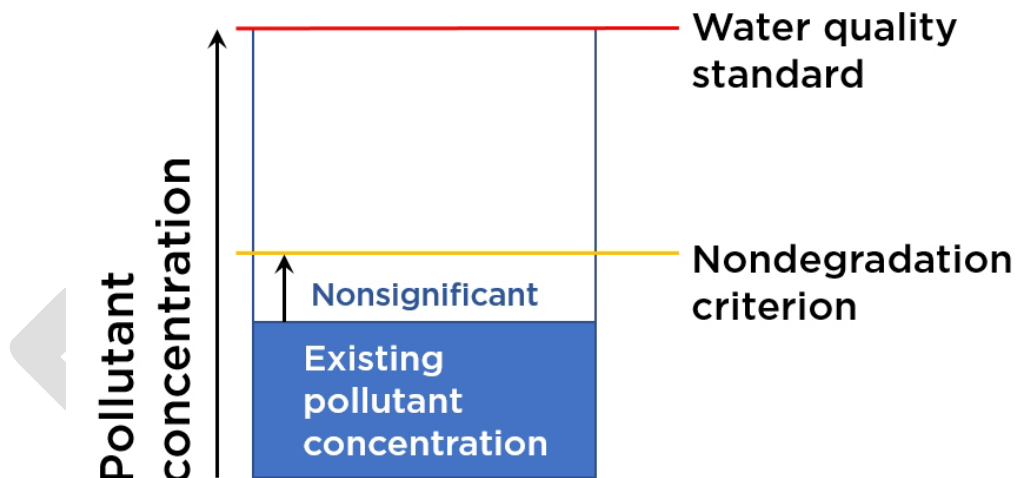 Water quality
standard
Pollutant
concentration
Nondegradation
criterion
Nonsignificant
Existing
pollutant
concentration